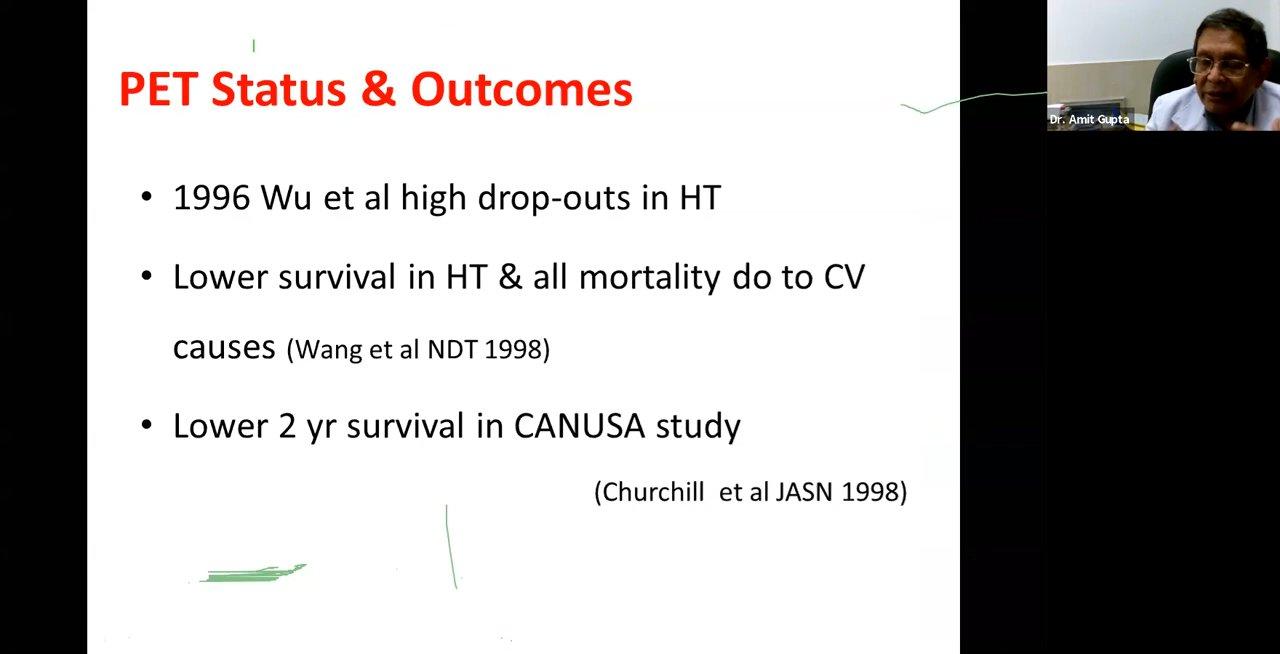 PET Status & Outcomes
Dr. Amit Gupta
• 1996 Wu et al high drop-outs in HT
• Lower survival in HT & all mortality do to CV
causes (Wang et al NDT 1998)
• Lower 2 yr survival in CANUSA study
(Churchill et al JASN 1998)